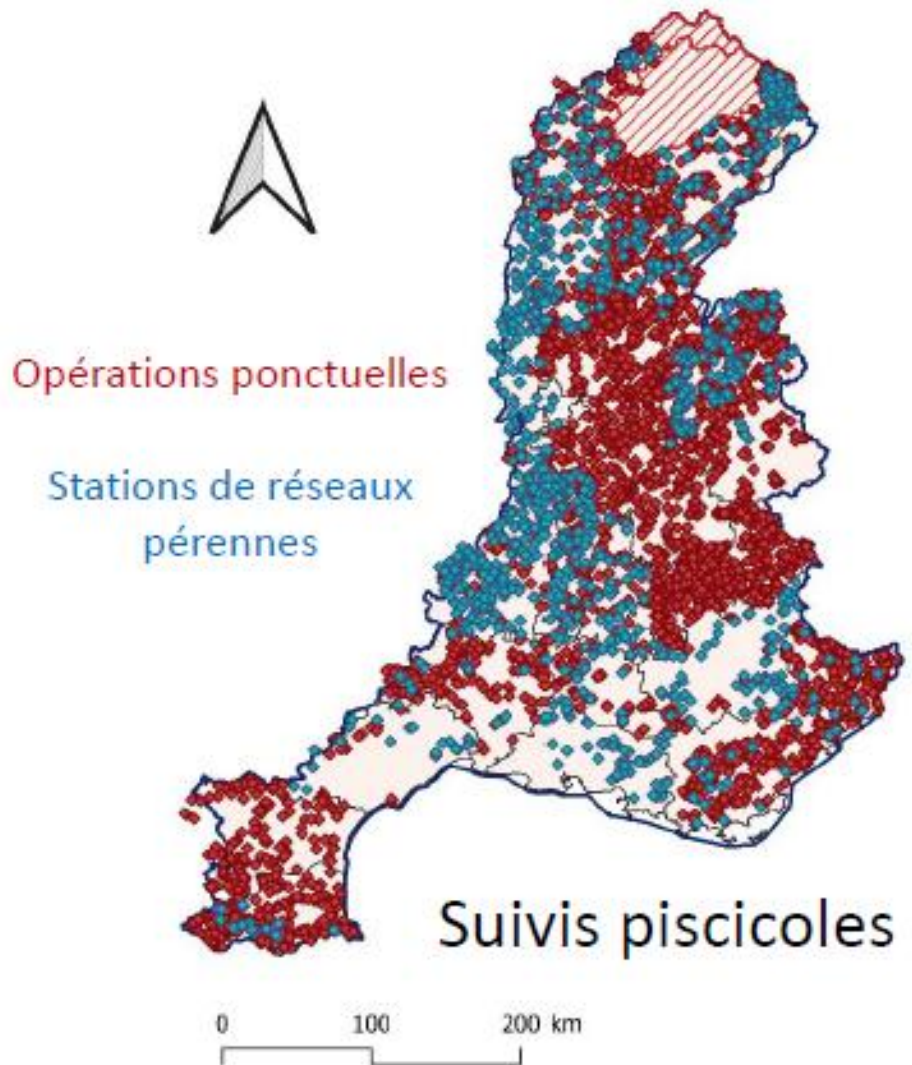 Opérations ponctuelles
Stations de réseaux
pérennes
Suivis piscicoles
0 100 200 km